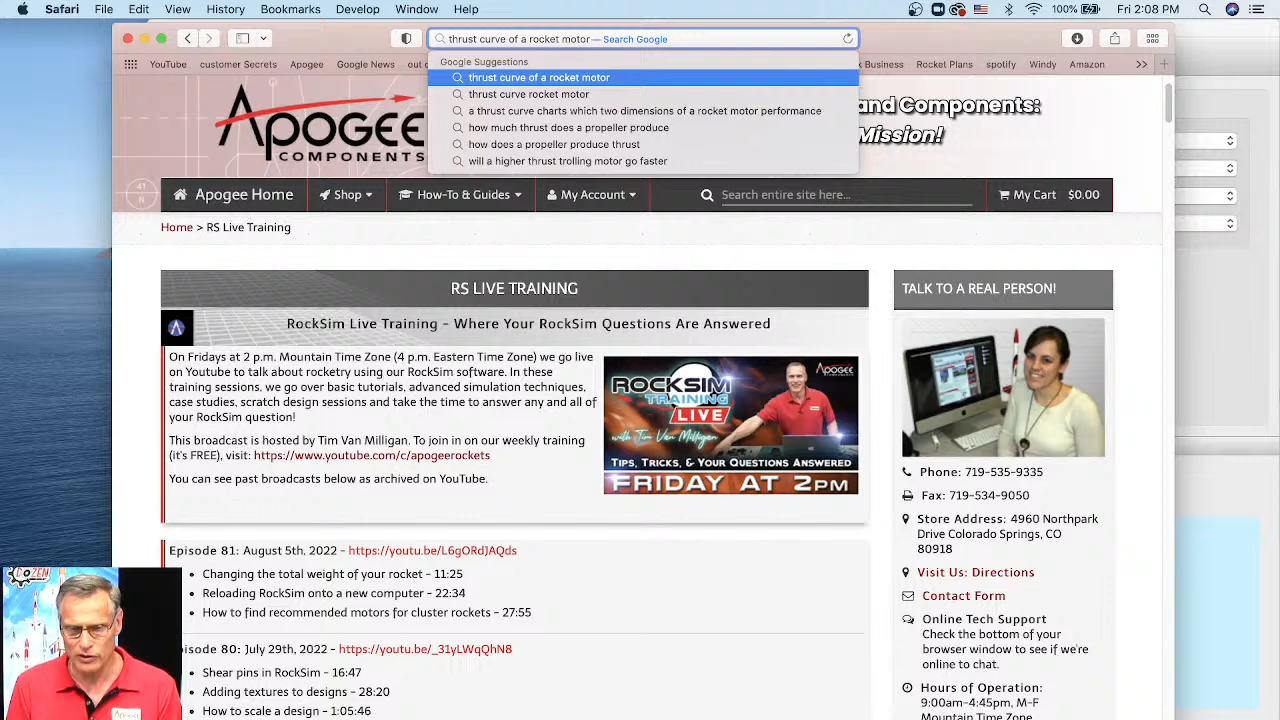 Safari File Edit View History Bookmarks Window Help 100% Fri 2:08 PM
thrust curve of a rocket motor — Search Google
YouTube customer Secrets Apogee Google News Business Rocket Plans spotify Windy Amazon
Google Suggestions
thrust curve of a rocket motor
thrust curve rocket motor
a thrust curve charts which two dimensions of a rocket motor performance
how much thrust does a propeller produce
how does a propeller produce thrust
will a higher thrust trolling motor go faster
APOGEE
COMPONENTS
and Components:
Mission!
41
N
Apogee Home Shop How-To & Guides My Account Search entire site here... My Cart $0.00
Home > RS Live Training
RS LIVE TRAINING
RockSim Live Training – Where Your RockSim Questions Are Answered
On Fridays at 2 p.m. Mountain Time Zone (4 p.m. Eastern Time Zone) we go live
on Youtube to talk about rocketry using our RockSim software. In these
training sessions, we go over basic tutorials, advanced simulation techniques,
case studies, scratch design sessions and take the time to answer any and all of
your RockSim question!
This broadcast is hosted by Tim Van Milligan. To join in on our weekly training
(it's FREE), visit: https://www.youtube.com/c/apogeerockets
You can see past broadcasts below as archived on YouTube.
APOGEE
COMPONENTS
ROCKSIM
TRAINING
LIVE
with Tim Van Milligan
TIPS, TRICKS, & YOUR QUESTIONS ANSWERED
FRIDAY AT 2PM
Episode 81: August 5th, 2022 – https://youtu.be/L6gORdJAQds
Changing the total weight of your rocket – 11:25
Reloading RockSim onto a new computer – 22:34
How to find recommended motors for cluster rockets – 27:55
pisode 80: July 29th, 2022 – https://youtu.be/_31yLWqQhN8
Shear pins in RockSim – 16:47
Adding textures to designs – 28:20
How to scale a design – 1:05:46
TALK TO A REAL PERSON!
Phone: 719-535-9335
Fax: 719-534-9050
Store Address: 4960 Northpark
Drive Colorado Springs, CO
80918
Visit Us: Directions
Contact Form
Online Tech Support
Check the bottom of your
browser window to see if we're
online to chat.
Hours of Operation:
9:00am-4:45pm, M-F
Mountain Time Zone
DOZEN
Apogee